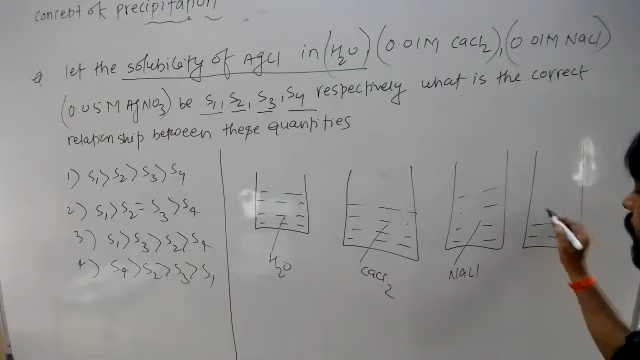 concept of precipitation
Q let the solubility of AgCl in (H2O) (0.01M CaCl2), (0.01M NaCl)
(0.05M AgNO3) be S1, S2, S3, S4 respectively what is the correct
relationship between these quantities
1) S1>S2>S3>S4
2) S1>S2=S3>S4
3) S1>S3>S2>S4
4) S4>S2>S3>S1
H2O
CaCl2
NaCl